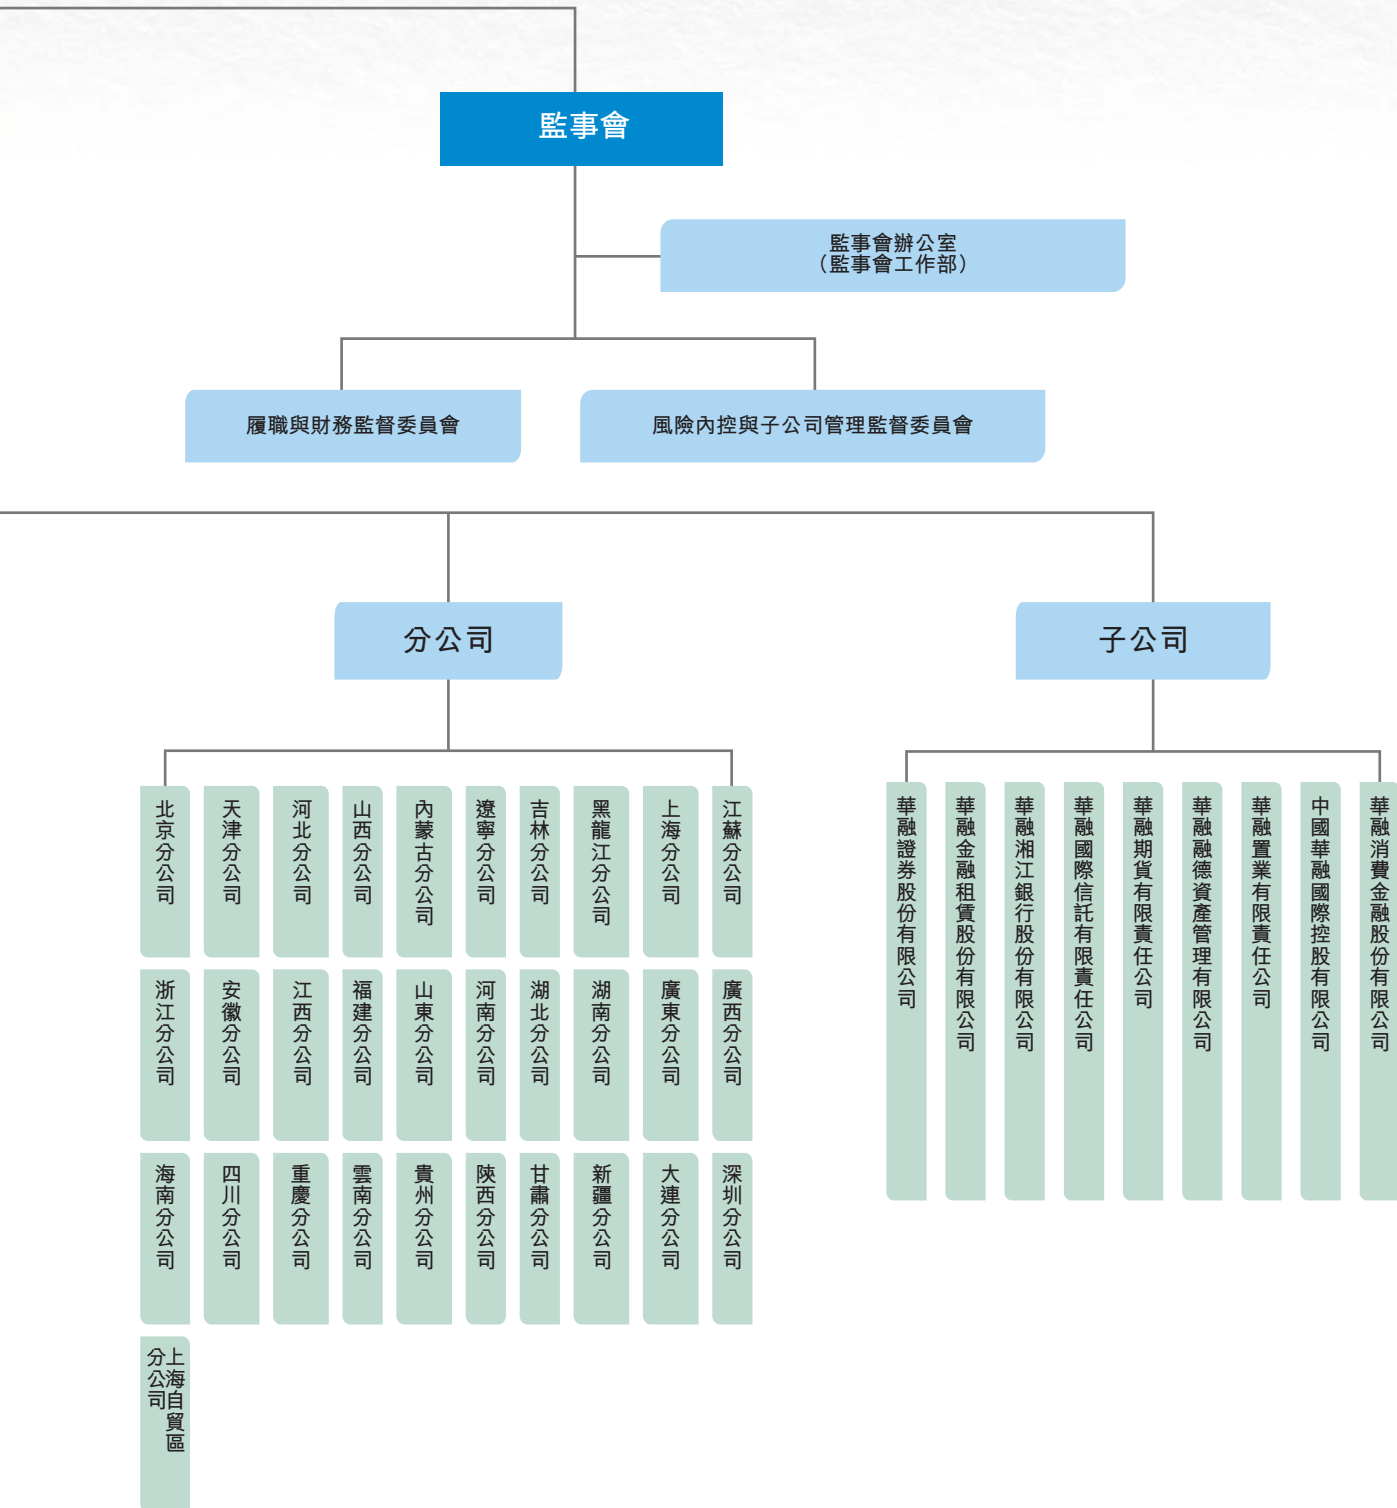 監事會
監事會辦公室
（監事會工作部）
履職與財務監督委員會
風險內控與子公司管理監督委員會
分公司
子公司
北京分公司
天津分公司
河北分公司
山西分公司
內蒙古分公司
遼寧分公司
吉林分公司
黑龍江分公司
上海分公司
江蘇分公司
浙江分公司
安徽分公司
江西分公司
福建分公司
山東分公司
河南分公司
湖北分公司
湖南分公司
廣東分公司
廣西分公司
海南分公司
四川分公司
重慶分公司
雲南分公司
貴州分公司
陝西分公司
甘肅分公司
新疆分公司
大連分公司
深圳分公司
上海自貿區
分公司
華融證券股份有限公司
華融金融租賃股份有限公司
華融湘江銀行股份有限公司
華融國際信託有限責任公司
華融期貨有限責任公司
華融融德資產管理有限公司
華融置業有限責任公司
中國華融國際控股有限公司
華融消費金融股份有限公司